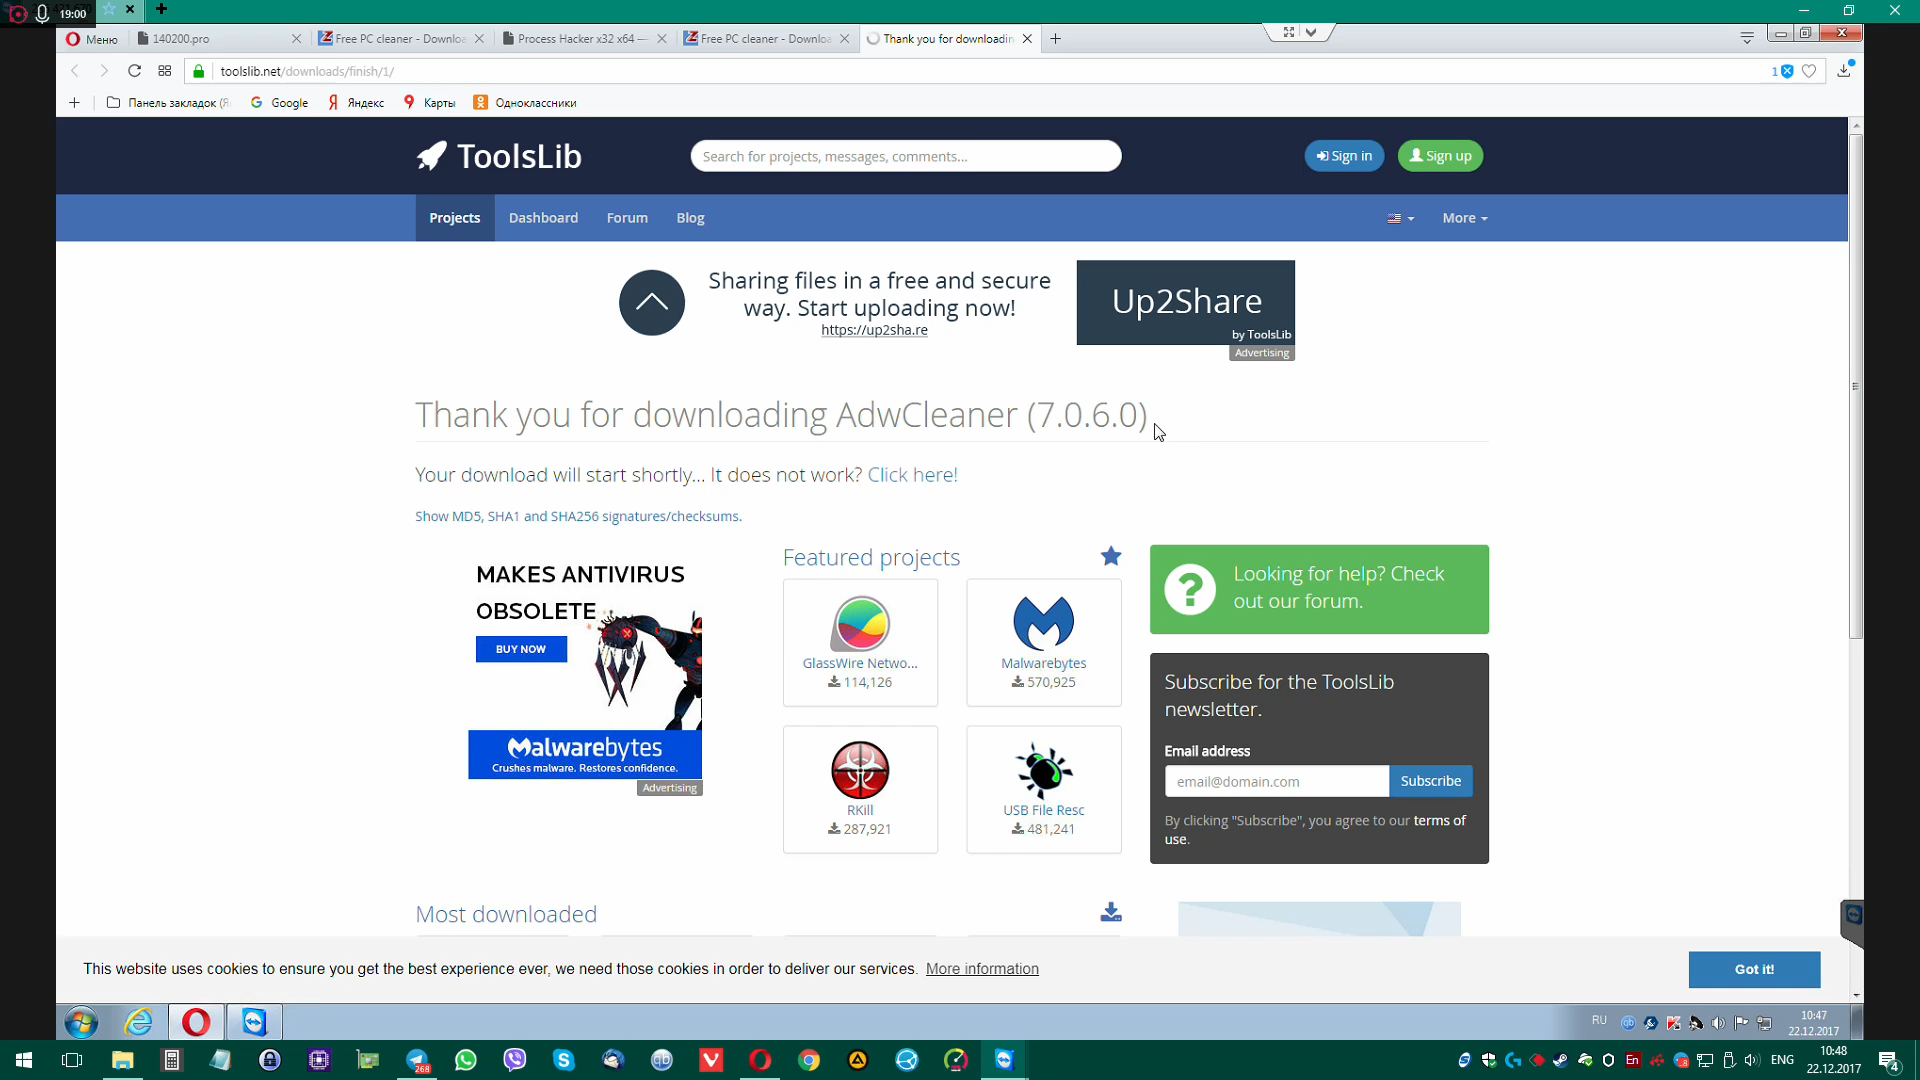 19:00
Меню
140200.pro
Free PC cleaner - Downloa
Process Hacker x32 x64 —
Free PC cleaner - Downloa
Thank you for downloadin
toolslib.net/downloads/finish/1/
1
Панель закладок (Я
Google
Яндекс
Карты
Одноклассники
ToolsLib
Search for projects, messages, comments...
Sign in
Sign up
Projects
Dashboard
Forum
Blog
More
Sharing files in a free and secure
way. Start uploading now!
https://up2sha.re
Up2Share
by ToolsLib
Advertising
Thank you for downloading AdwCleaner (7.0.6.0)
Your download will start shortly... It does not work? Click here!
Show MD5, SHA1 and SHA256 signatures/checksums.
MAKES ANTIVIRUS
OBSOLETE
BUY NOW
Malwarebytes
Crushes malware. Restores confidence.
Advertising
Featured projects
GlassWire Netwo...
114,126
Malwarebytes
570,925
RKill
287,921
USB File Resc
481,241
Looking for help? Check
out our forum.
Subscribe for the ToolsLib
newsletter.
Email address
email@domain.com
Subscribe
By clicking "Subscribe", you agree to our terms of
use.
Most downloaded
This website uses cookies to ensure you get the best experience ever, we need those cookies in order to deliver our services. More information
Got it!
RU
10:47
22.12.2017
268
En
ENG
10:48
22.12.2017
4